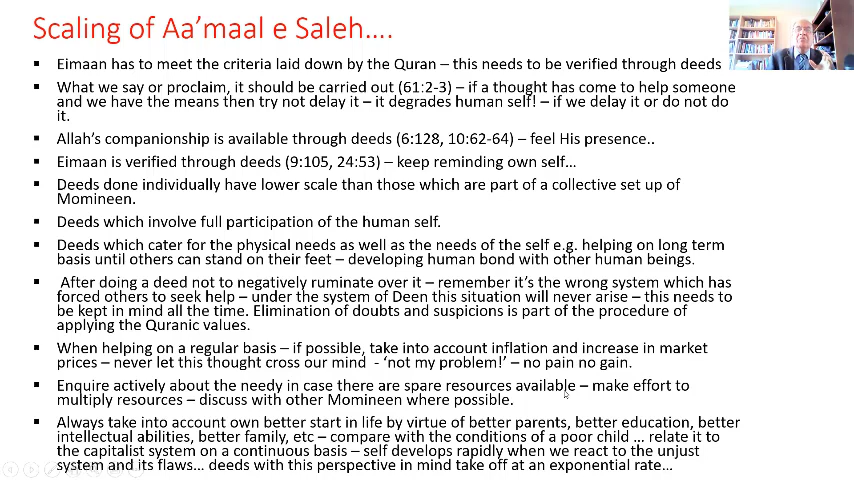 Scaling of Aa’maal e Saleh….
▪ Eimaan has to meet the criteria laid down by the Quran – this needs to be verified through deeds
▪ What we say or proclaim, it should be carried out (61:2-3) – if a thought has come to help someone
and we have the means then try not delay it – it degrades human self! – if we delay it or do not do
it.
▪ Allah’s companionship is available through deeds (6:128, 10:62-64) – feel His presence..
▪ Eimaan is verified through deeds (9:105, 24:53) – keep reminding own self…
▪ Deeds done individually have lower scale than those which are part of a collective set up of
Momineen.
▪ Deeds which involve full participation of the human self.
▪ Deeds which cater for the physical needs as well as the needs of the self e.g. helping on long term
basis until others can stand on their feet – developing human bond with other human beings.
▪ After doing a deed not to negatively ruminate over it – remember it’s the wrong system which has
forced others to seek help – under the system of Deen this situation will never arise – this needs to
be kept in mind all the time. Elimination of doubts and suspicions is part of the procedure of
applying the Quranic values.
▪ When helping on a regular basis – if possible, take into account inflation and increase in market
prices – never let this thought cross our mind - ‘not my problem!’ – no pain no gain.
▪ Enquire actively about the needy in case there are spare resources available – make effort to
multiply resources – discuss with other Momineen where possible.
▪ Always take into account own better start in life by virtue of better parents, better education, better
intellectual abilities, better family, etc – compare with the conditions of a poor child … relate it to
the capitalist system on a continuous basis – self develops rapidly when we react to the unjust
system and its flaws… deeds with this perspective in mind take off at an exponential rate…